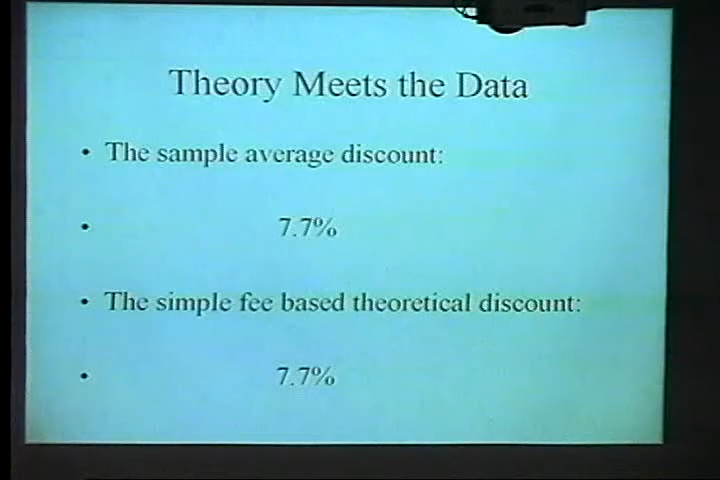 Theory Meets the Data
• The sample average discount:
• 7.7%
• The simple fee based theoretical discount:
• 7.7%